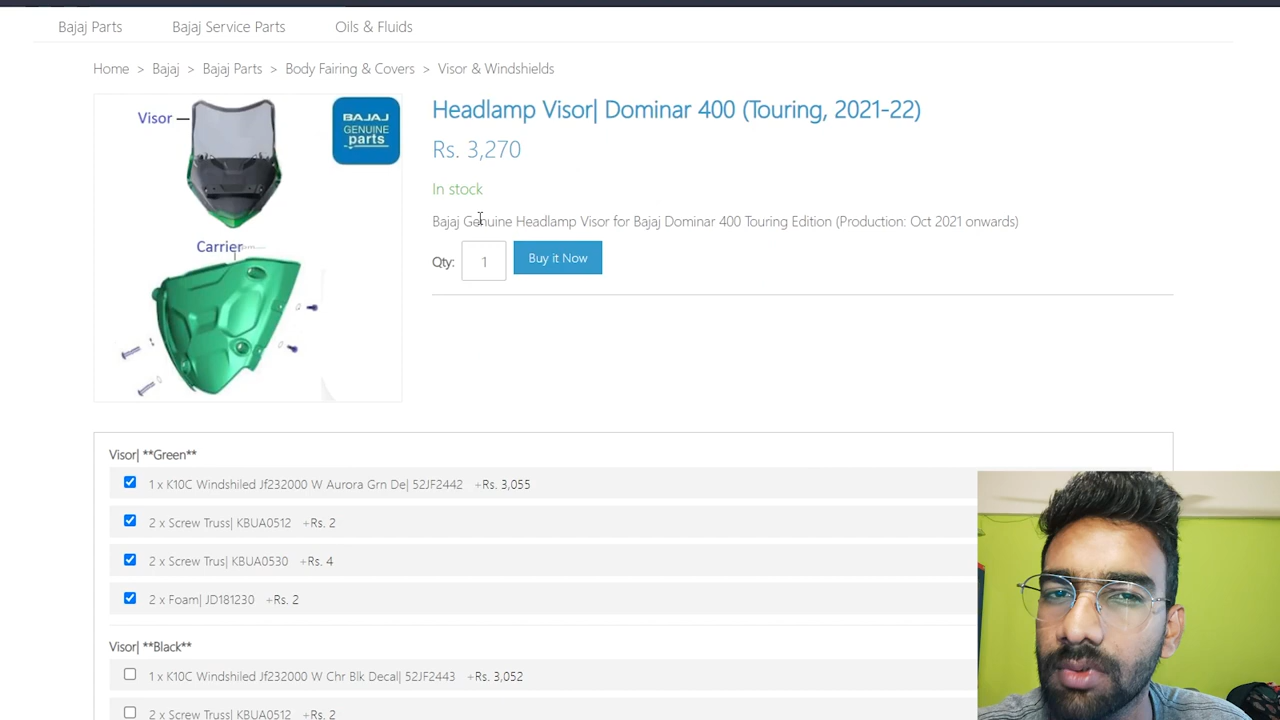 Bajaj Parts Bajaj Service Parts Oils & Fluids
Home > Bajaj > Bajaj Parts > Body Fairing & Covers > Visor & Windshields
Visor
BAJAJ
GENUINE
parts
Carrier
Headlamp Visor| Dominar 400 (Touring, 2021-22)
Rs. 3,270
In stock
Bajaj Genuine Headlamp Visor for Bajaj Dominar 400 Touring Edition (Production: Oct 2021 onwards)
Qty: 1 Buy it Now
Visor| **Green**
1 x K10C Windshiled Jf232000 W Aurora Grn De| 52JF2442 +Rs. 3,055
2 x Screw Truss| KBUA0512 +Rs. 2
2 x Screw Trus| KBUA0530 +Rs. 4
2 x Foam| JD181230 +Rs. 2
Visor| **Black**
1 x K10C Windshiled Jf232000 W Chr Blk Decal| 52JF2443 +Rs. 3,052
2 x Screw Truss| KBUA0512 +Rs. 2